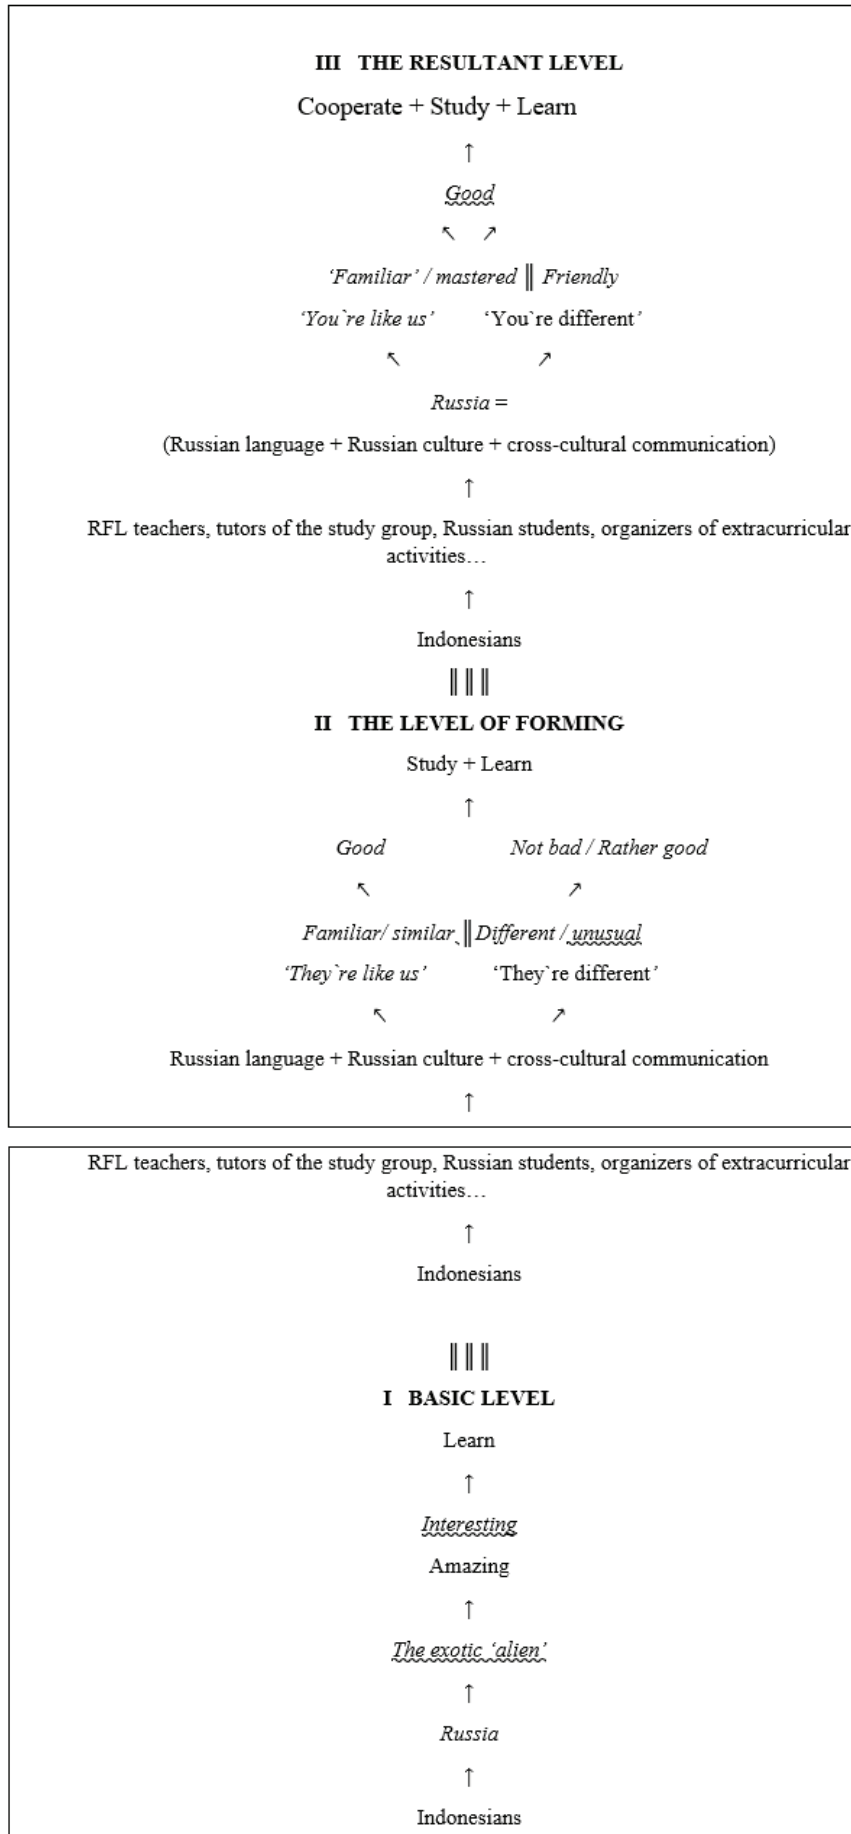 III THE RESULTANT LEVEL
Cooperate + Study + Learn
↑
Good
↖ ↗
‘Familiar’ / mastered ║ Friendly
‘You`re like us’ ‘You`re different’
↖ ↗
Russia =
(Russian language + Russian culture + cross-cultural communication)
↑
RFL teachers, tutors of the study group, Russian students, organizers of extracurricular
activities…
↑
Indonesians
║║║
II THE LEVEL OF FORMING
Study + Learn
↑
Good Not bad / Rather good
↖ ↗
Familiar/ similar ║ Different / unusual
‘They`re like us’ ‘They`re different’
↖ ↗
Russian language + Russian culture + cross-cultural communication
↑
RFL teachers, tutors of the study group, Russian students, organizers of extracurricular
activities…
↑
Indonesians
║║║
I BASIC LEVEL
Learn
↑
Interesting
Amazing
↑
The exotic ‘alien’
↑
Russia
↑
Indonesians